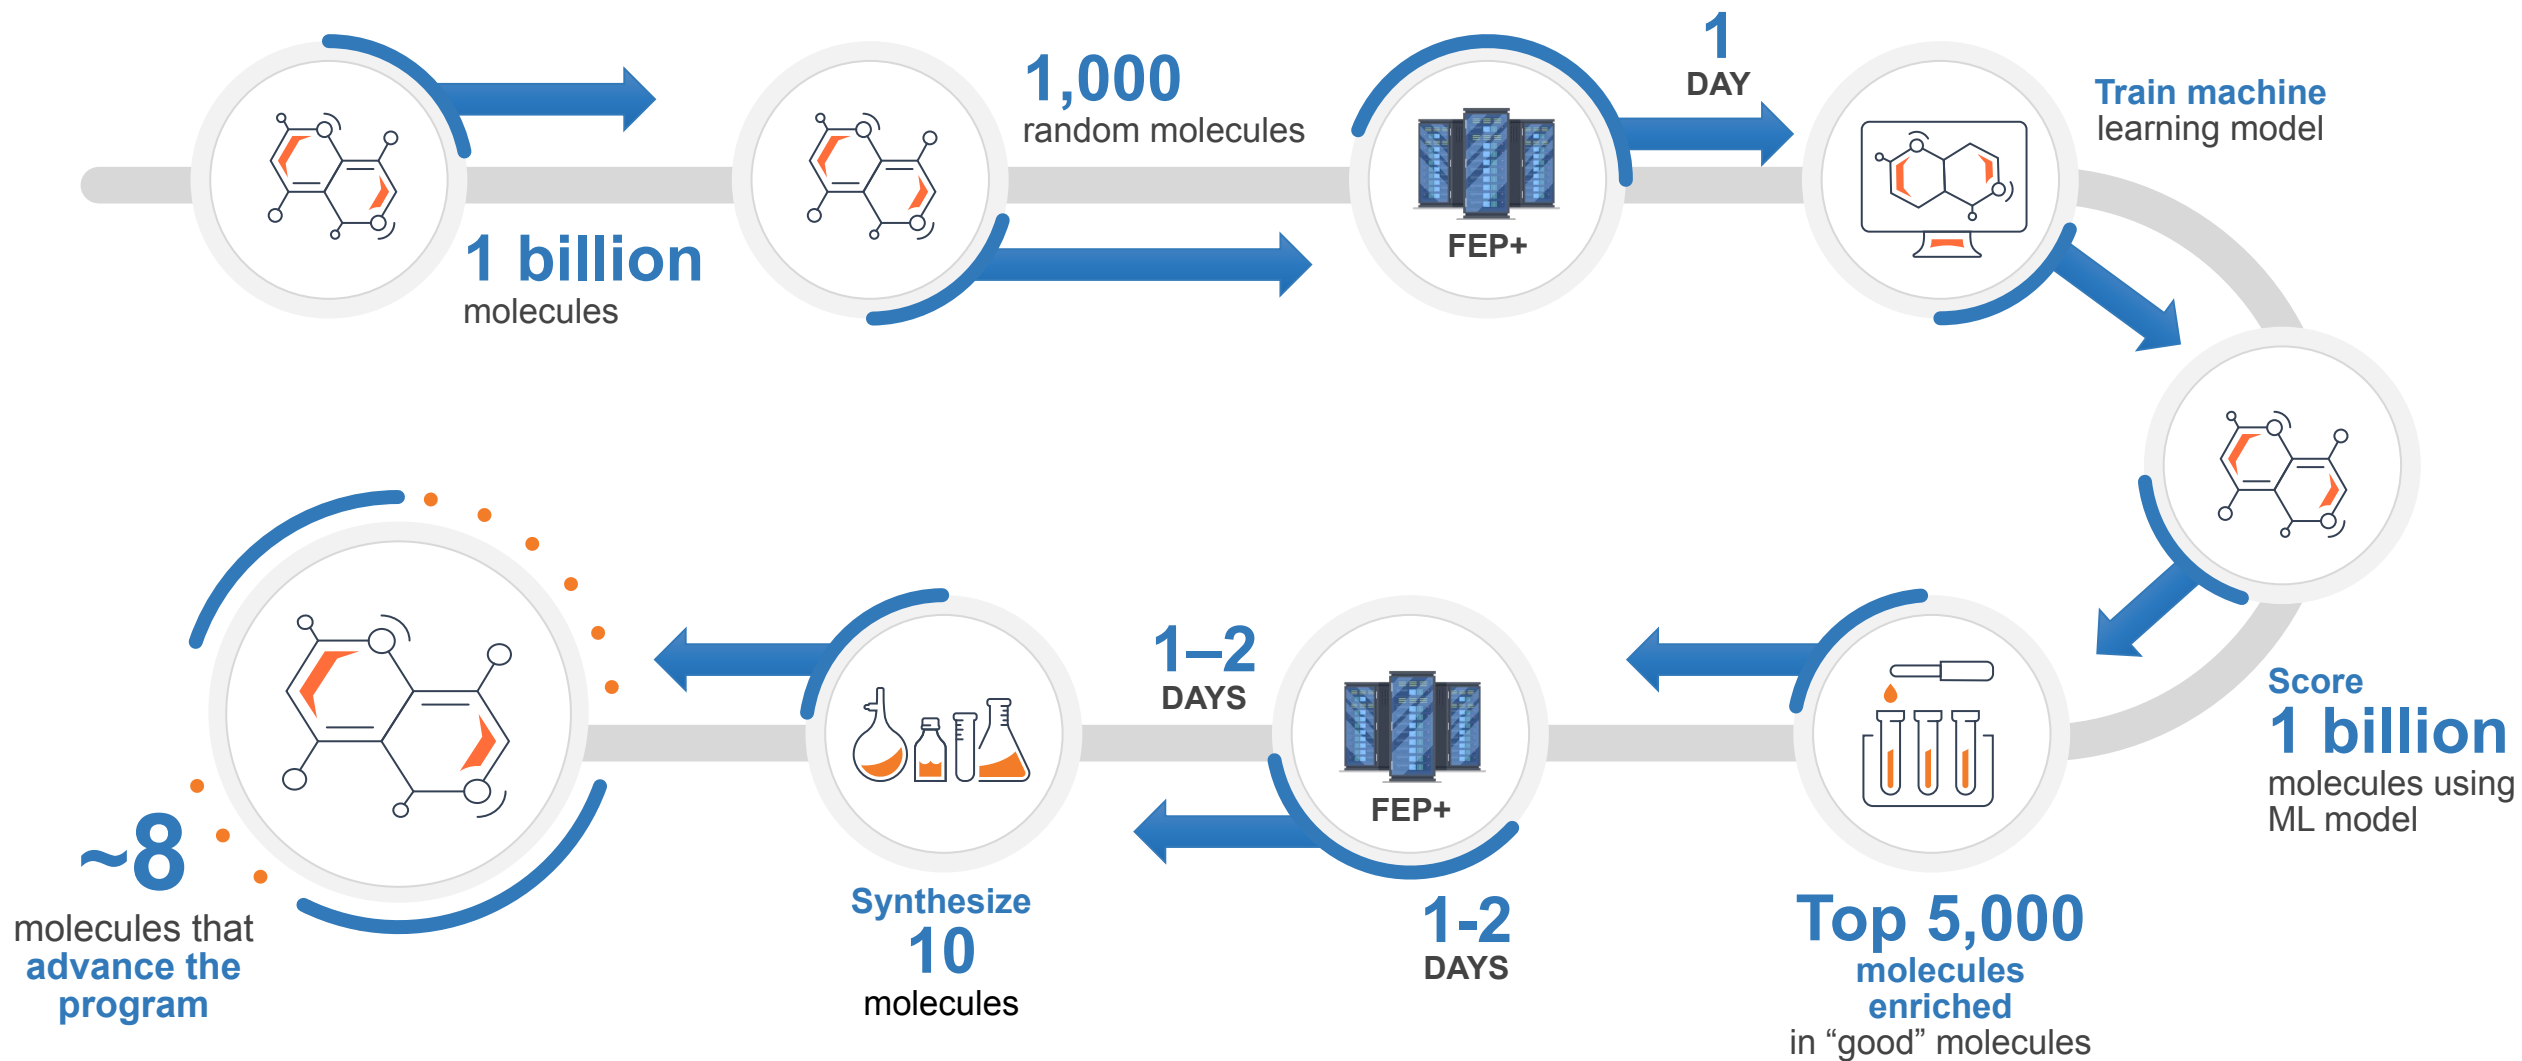 1 billion
molecules
1,000
random molecules
FEP+
1
DAY
Train machine
learning model
Score
1 billion
molecules using
ML model
Top 5,000
molecules
enriched
in “good” molecules
FEP+
1-2
DAYS
1–2
DAYS
Synthesize
10
molecules
~8
molecules that
advance the
program